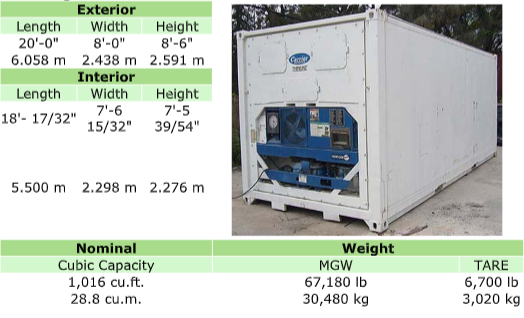 Exterior
Length Width Height
20'-0" 8'-0" 8'-6"
6.058 m 2.438 m 2.591 m
Interior
Length Width Height
18'- 17/32" 7'-6 15/32" 7'-5 39/54"
5.500 m 2.298 m 2.276 m
Carrier
Nominal Weight
Cubic Capacity MGW TARE
1,016 cu.ft. 67,180 lb 6,700 lb
28.8 cu.m. 30,480 kg 3,020 kg